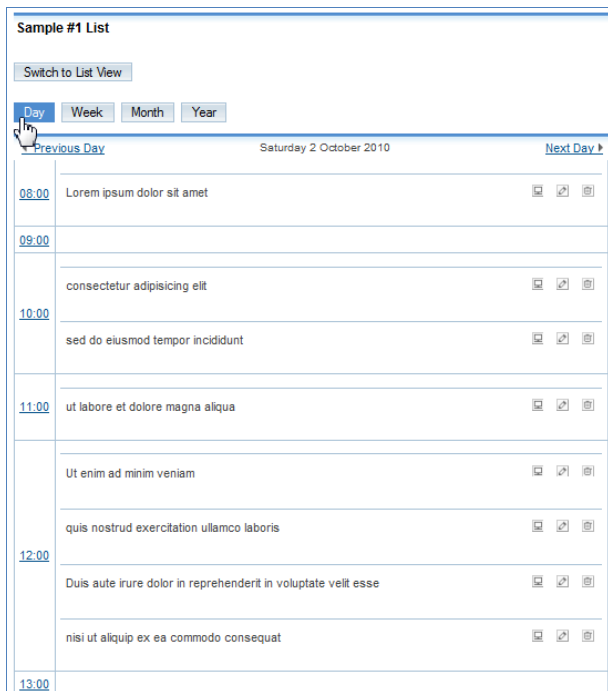 Sample #1 List
Switch to List View
Day Week Month Year
Previous Day Saturday 2 October 2010 Next Day
08:00 Lorem ipsum dolor sit amet
09:00
consectetur adipisicing elit
10:00
sed do eiusmod tempor incididunt
11:00 ut labore et dolore magna aliqua
Ut enim ad minim veniam
quis nostrud exercitation ullamco laboris
12:00
Duis aute irure dolor in reprehenderit in voluptate velit esse
nisi ut aliquip ex ea commodo consequat
13:00